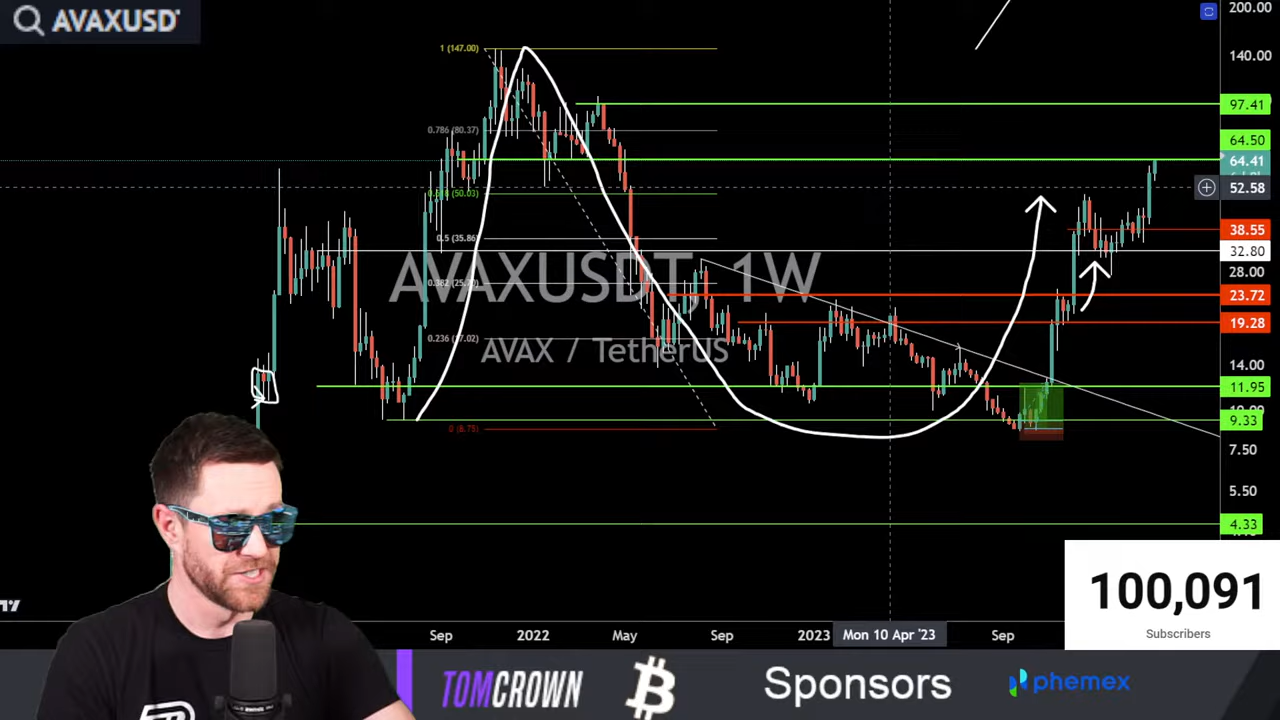 AVAXUSD
200.00
1 (147.00)
140.00
97.41
0.786 (80.37)
64.50
64.41
52.58
0.5 (35.86)
38.55
32.80
AVAXUSDT, 1W
28.00
23.72
19.28
AVAX / TetherUS
14.00
11.95
9.33
0 (8.75)
7.50
5.50
4.33
Sep
2022
May
Sep
2023
Mon 10 Apr '23
Sep
100,091
Subscribers
TOMCROWN
Sponsors
phemex